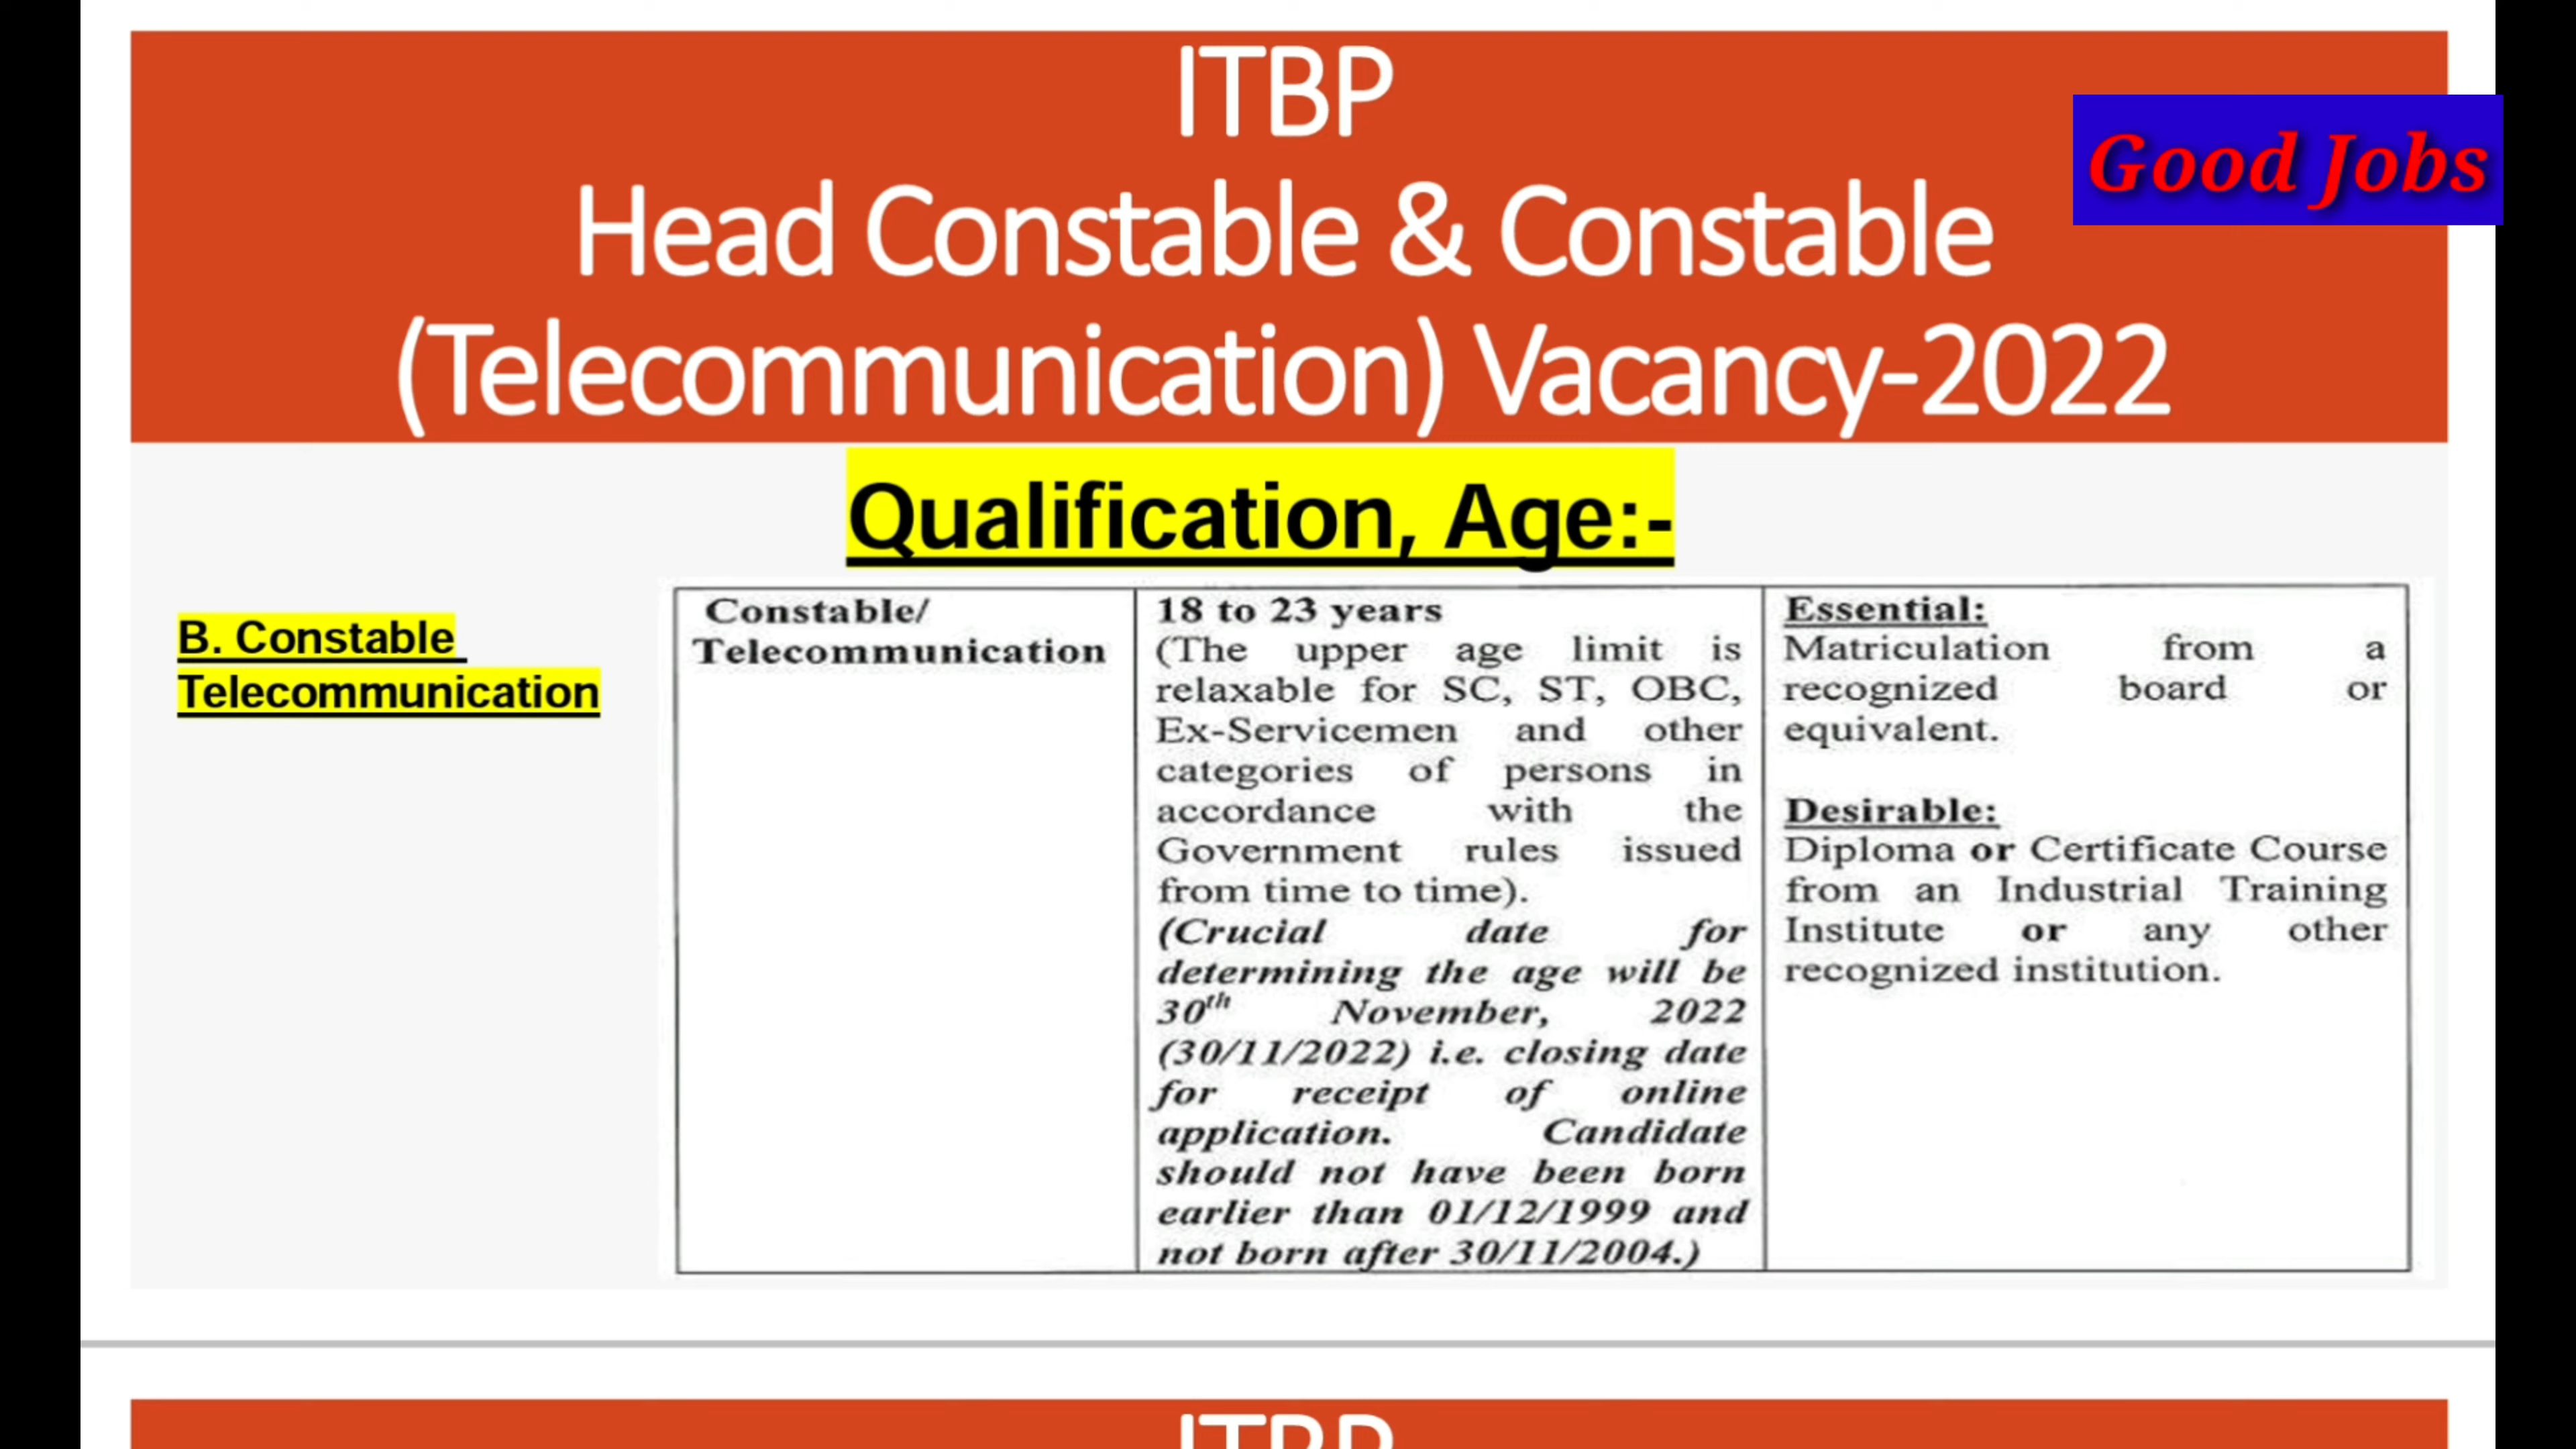 ITBP
Head Constable & Constable
(Telecommunication) Vacancy-2022
Good Jobs
Qualification, Age:-
B. Constable
Telecommunication
Constable/
Telecommunication
18 to 23 years
(The upper age limit is
relaxable for SC, ST, OBC,
Ex-Servicemen and other
categories of persons in
accordance with the
Government rules issued
from time to time).
(Crucial date for
determining the age will be
30th November, 2022
(30/11/2022) i.e. closing date
for receipt of online
application. Candidate
should not have been born
earlier than 01/12/1999 and
not born after 30/11/2004.)
Essential:
Matriculation from a
recognized board or
equivalent.
Desirable:
Diploma or Certificate Course
from an Industrial Training
Institute or any other
recognized institution.
ITBP